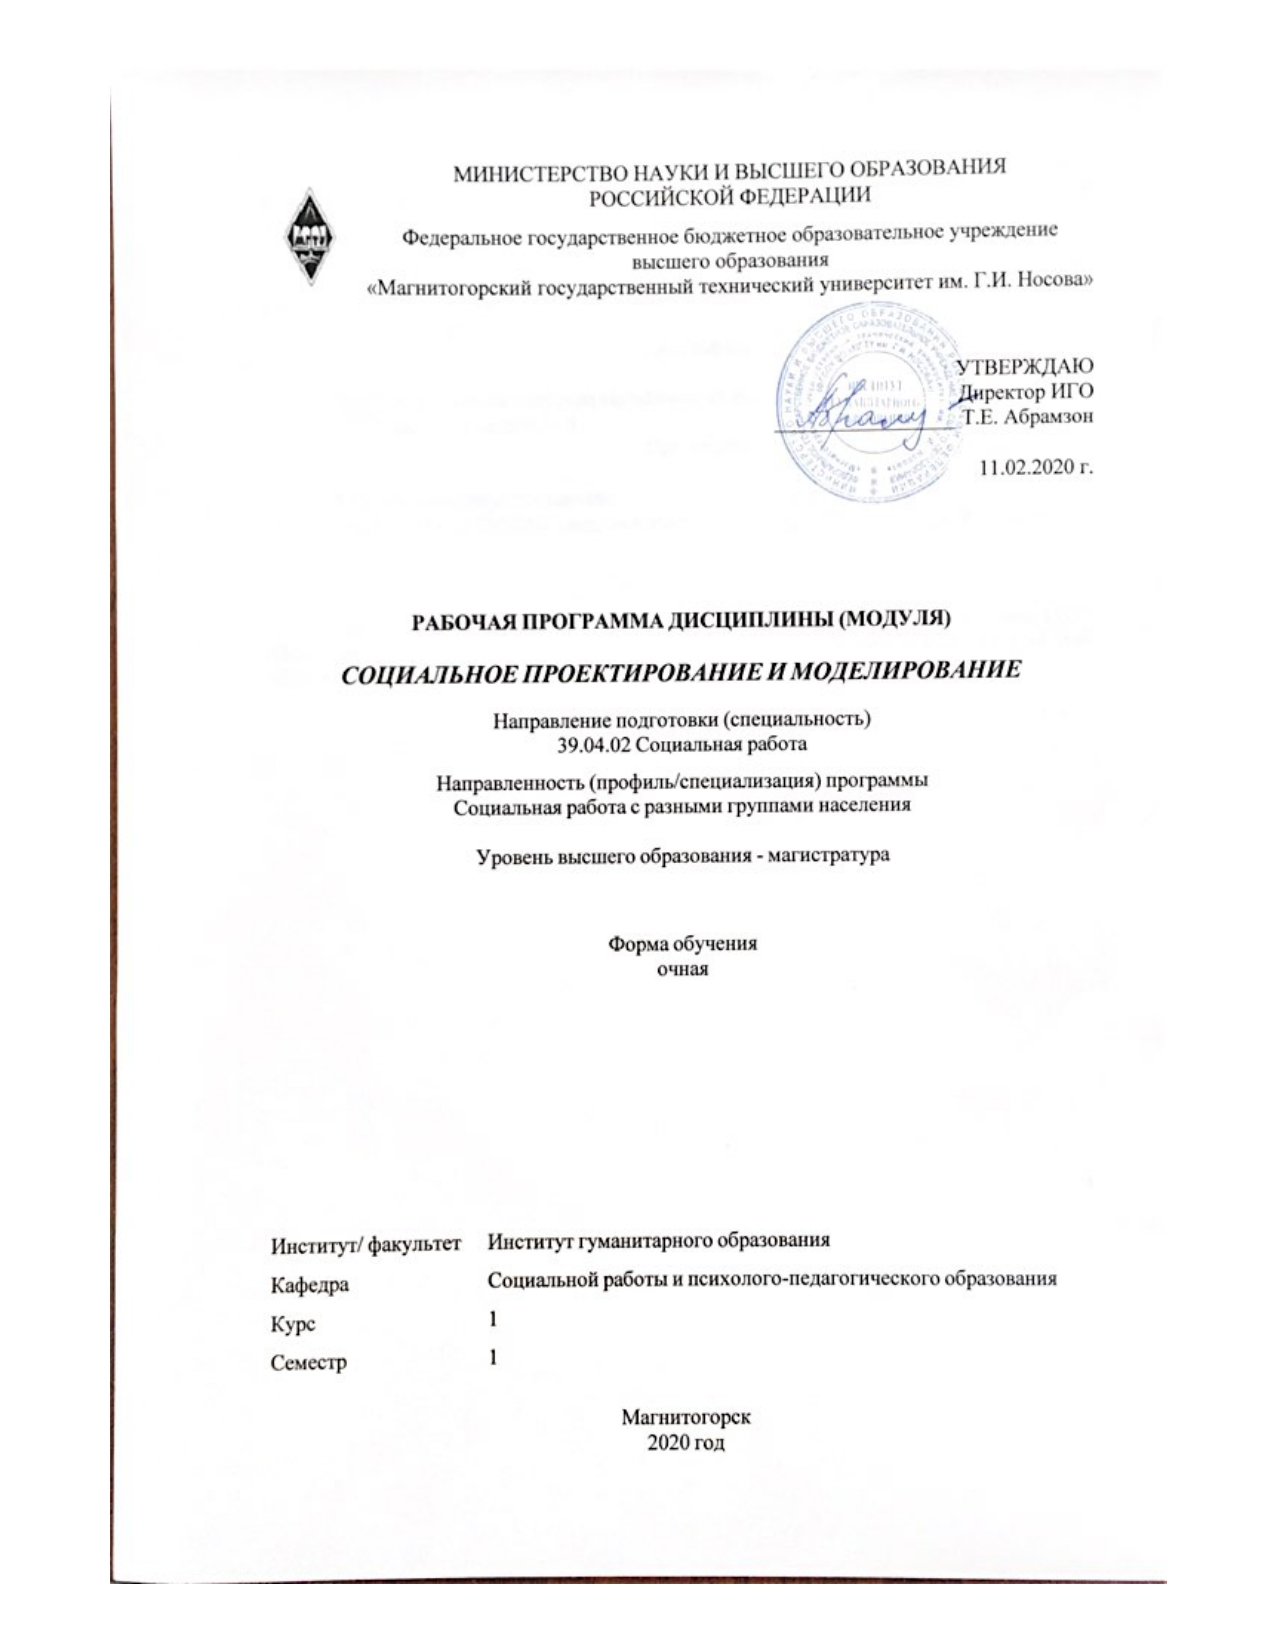 МИНИСТЕРСТВО НАУКИ И ВЫСШЕГО ОБРАЗОВАНИЯ
РОССИЙСКОЙ ФЕДЕРАЦИИ
Федеральное государственное бюджетное образовательное учреждение
высшего образования
«Магнитогорский государственный технический университет им. Г.И. Носова»
УТВЕРЖДАЮ
Директор ИГО
Т.Е. Абрамзон
11.02.2020 г.
РАБОЧАЯ ПРОГРАММА ДИСЦИПЛИНЫ (МОДУЛЯ)
СОЦИАЛЬНОЕ ПРОЕКТИРОВАНИЕ И МОДЕЛИРОВАНИЕ
Направление подготовки (специальность)
39.04.02 Социальная работа
Направленность (профиль/специализация) программы
Социальная работа с разными группами населения
Уровень высшего образования - магистратура
Форма обучения
очная
Институт/ факультет Институт гуманитарного образования
Кафедра Социальной работы и психолого-педагогического образования
Курс 1
Семестр 1
Магнитогорск
2020 год